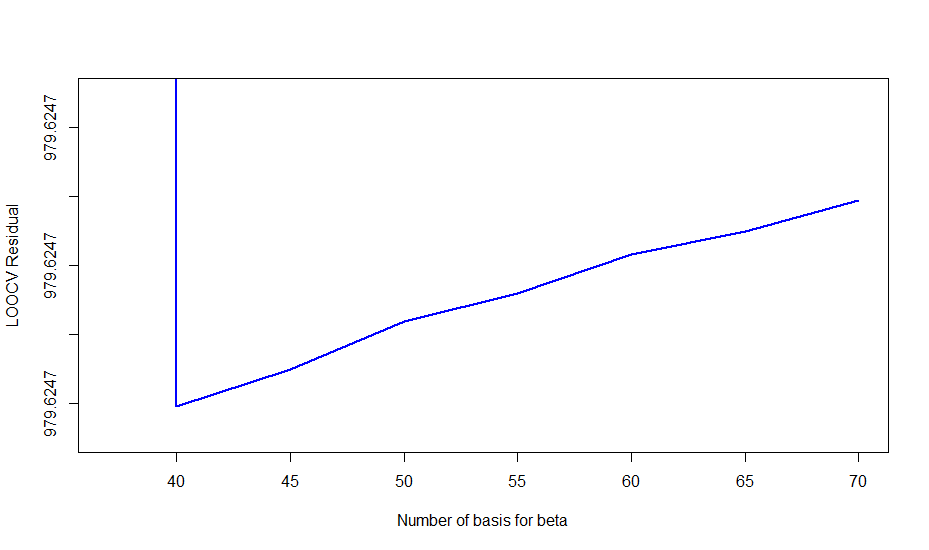 979.6247
979.6247
979.6247
LOOCV Residual
40 45 50 55 60 65 70
Number of basis for beta